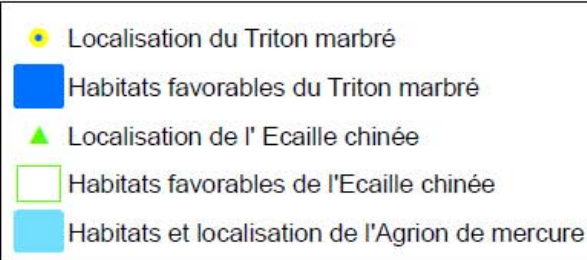 Localisation du Triton marbré
Habitats favorables du Triton marbré
Localisation de l' Ecaille chinée
Habitats favorables de l'Ecaille chinée
Habitats et localisation de l'Agrion de mercure